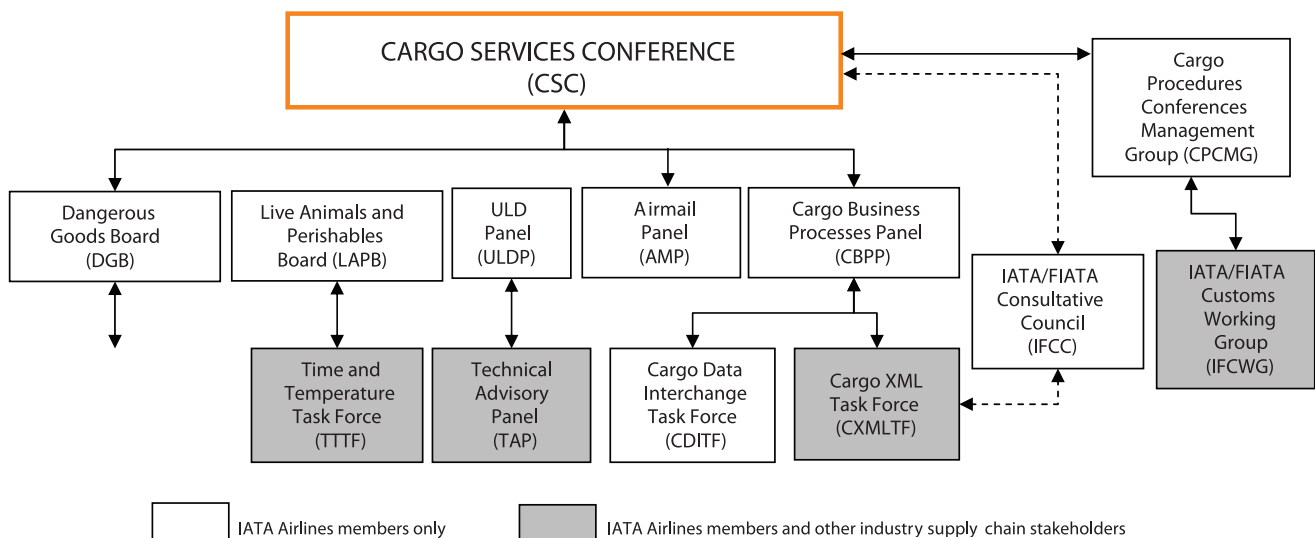 CARGO SERVICES CONFERENCE
(CSC)
Cargo
Procedures
Conferences
Management
Group (CPCMG)
Dangerous
Goods Board
(DGB)
Live Animals and
Perishables
Board (LAPB)
ULD
Panel
(ULDP)
Airmail
Panel
(AMP)
Cargo Business
Processes Panel
(CBPP)
IATA/FIATA
Consultative
Council
(IFCC)
IATA/FIATA
Customs
Working
Group
(IFCWG)
Time and
Temperature
Task Force
(TTTF)
Technical
Advisory
Panel
(TAP)
Cargo Data
Interchange
Task Force
(CDITF)
Cargo XML
Task Force
(CXMLTF)
IATA Airlines members only
IATA Airlines members and other industry supply chain stakeholders